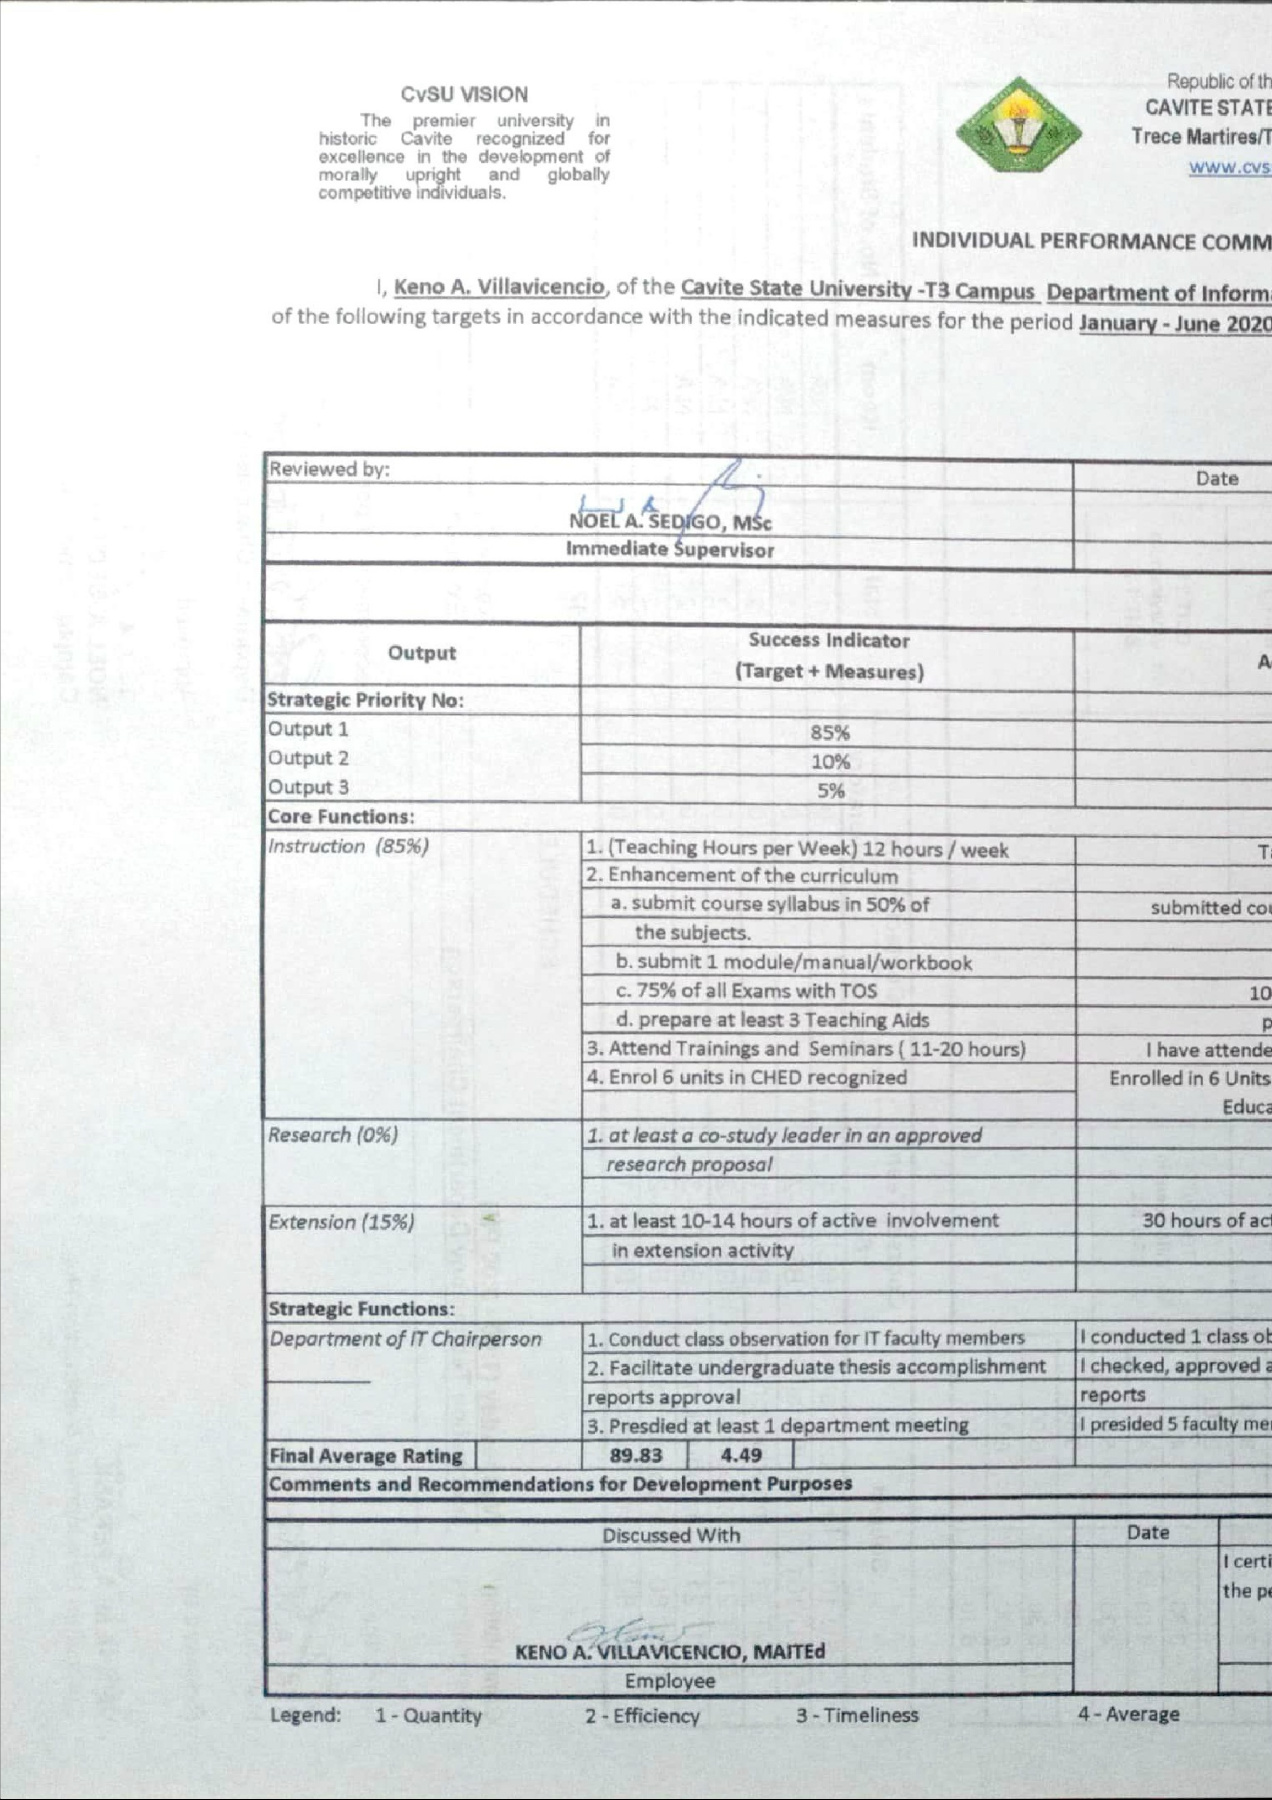 CvSU VISION
The premier university in
historic Cavite recognized for
excellence in the development of
morally upright and globally
competitive individuals.
Republic of th
CAVITE STATE
Trece Martires/T
www.cvs
INDIVIDUAL PERFORMANCE COMM
I, Keno A. Villavicencio, of the Cavite State University -T3 Campus Department of Inform
of the following targets in accordance with the indicated measures for the period January - June 2020
Reviewed by:
Date
NOEL A. SEDIGO, MSc
Immediate Supervisor
Output
Success Indicator
(Target + Measures)
A
Strategic Priority No:
Output 1 85%
Output 2 10%
Output 3 5%
Core Functions:
Instruction (85%) 1. (Teaching Hours per Week) 12 hours / week T
2. Enhancement of the curriculum
a. submit course syllabus in 50% of submitted cou
the subjects.
b. submit 1 module/manual/workbook
c. 75% of all Exams with TOS 10
d. prepare at least 3 Teaching Aids p
3. Attend Trainings and Seminars ( 11-20 hours) I have attende
4. Enrol 6 units in CHED recognized Enrolled in 6 Units
Educa
Research (0%) 1. at least a co-study leader in an approved
research proposal
Extension (15%) 1. at least 10-14 hours of active involvement 30 hours of act
in extension activity
Strategic Functions:
Department of IT Chairperson 1. Conduct class observation for IT faculty members I conducted 1 class ob
2. Facilitate undergraduate thesis accomplishment I checked, approved a
reports approval reports
3. Presdied at least 1 department meeting I presided 5 faculty me
Final Average Rating 89.83 4.49
Comments and Recommendations for Development Purposes
Discussed With Date
I certi
the pe
KENO A. VILLAVICENCIO, MAITEd
Employee
Legend: 1 - Quantity 2 - Efficiency 3 - Timeliness 4 - Average